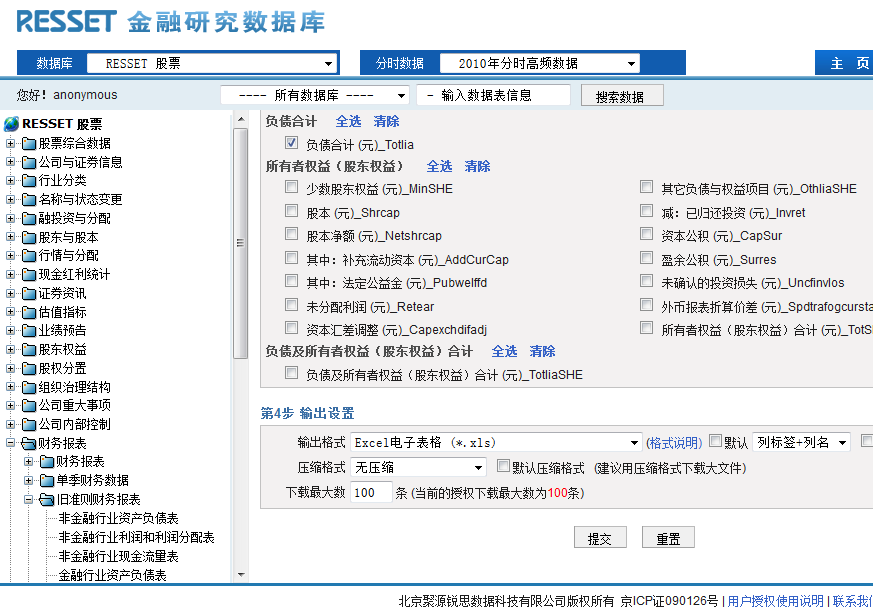 RESSET 金融研究数据库
数据库 RESSET 股票 分时数据 2010年分时高频数据 主 页
您好! anonymous ---- 所有数据库 ---- - 输入数据表信息 搜索数据
RESSET 股票
股票综合数据
公司与证券信息
行业分类
名称与状态变更
融投资与分配
股东与股本
行情与分配
现金红利统计
证券资讯
估值指标
业绩预告
股东权益
股权分置
组织治理结构
公司重大事项
公司内部控制
财务报表
财务报表
单季财务数据
旧准则财务报表
非金融行业资产负债表
非金融行业利润和利润分配表
非金融行业现金流量表
金融行业资产负债表
负债合计 全选 清除
负债合计 (元)_Totlia
所有者权益 (股东权益) 全选 清除
少数股东权益 (元)_MinSHE 其它负债与权益项目 (元)_OthliaSHE
股本 (元)_Shrcap 减: 已归还投资 (元)_Invret
股本净额 (元)_Netshrcap 资本公积 (元)_CapSur
其中: 补充流动资本 (元)_AddCurCap 盈余公积 (元)_Surres
其中: 法定公益金 (元)_Pubwelffd 未确认的投资损失 (元)_Uncfinvlos
未分配利润 (元)_Retear 外币报表折算价差 (元)_Spdtrafogcursta
资本汇差调整 (元)_Capexchdifadj 所有者权益 (股东权益) 合计 (元)_TotS
负债及所有者权益 (股东权益) 合计 全选 清除
负债及所有者权益 (股东权益) 合计 (元)_TotliaSHE
第4步 输出设置
输出格式 Excel电子表格 (*.xls) (格式说明) 默认 列标签+列名
压缩格式 无压缩 默认压缩格式 (建议用压缩格式下载大文件)
下载最大数 100 条 (当前的授权下载最大数为100条)
提交 重置
北京聚源锐思数据科技有限公司版权所有 京ICP证090126号 | 用户授权使用说明 | 联系我们